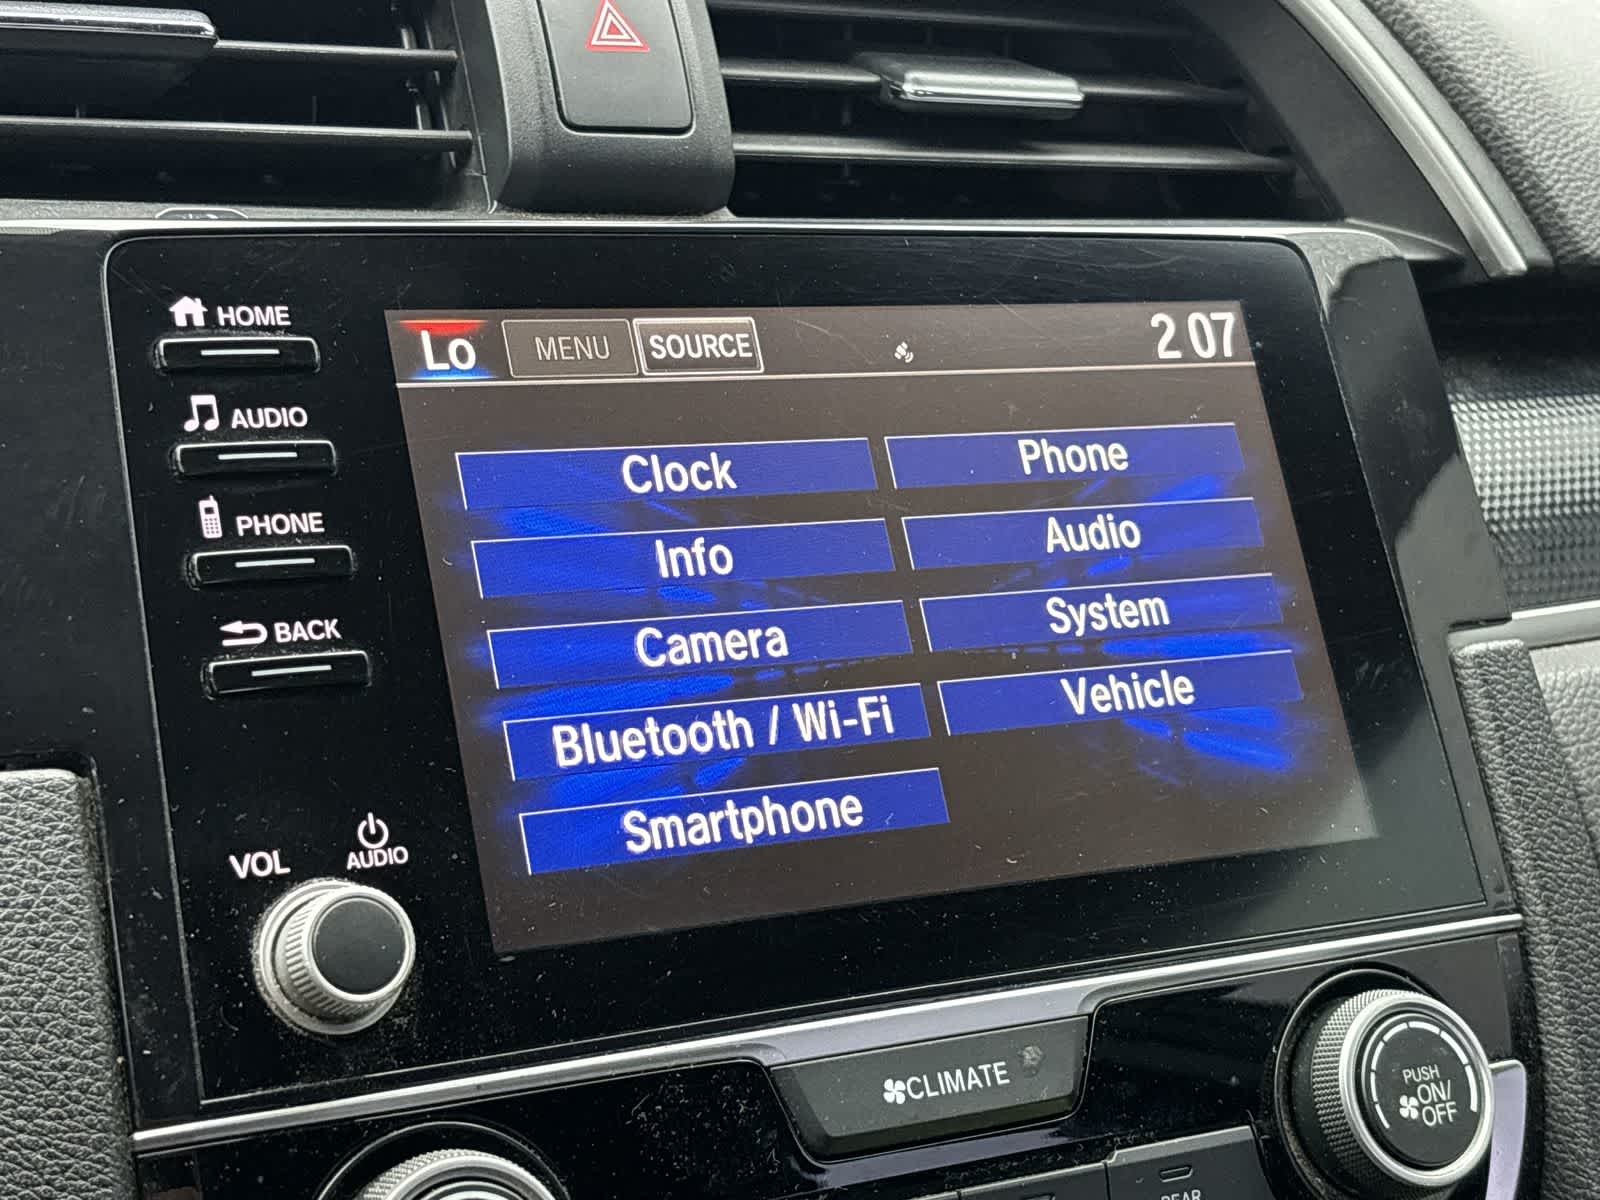 HOME
AUDIO
PHONE
BACK
VOL
AUDIO
Lo
MENU
SOURCE
2 07
Clock
Phone
Info
Audio
Camera
System
Bluetooth / Wi-Fi
Vehicle
Smartphone
CLIMATE
PUSH
ON/
OFF
REAR